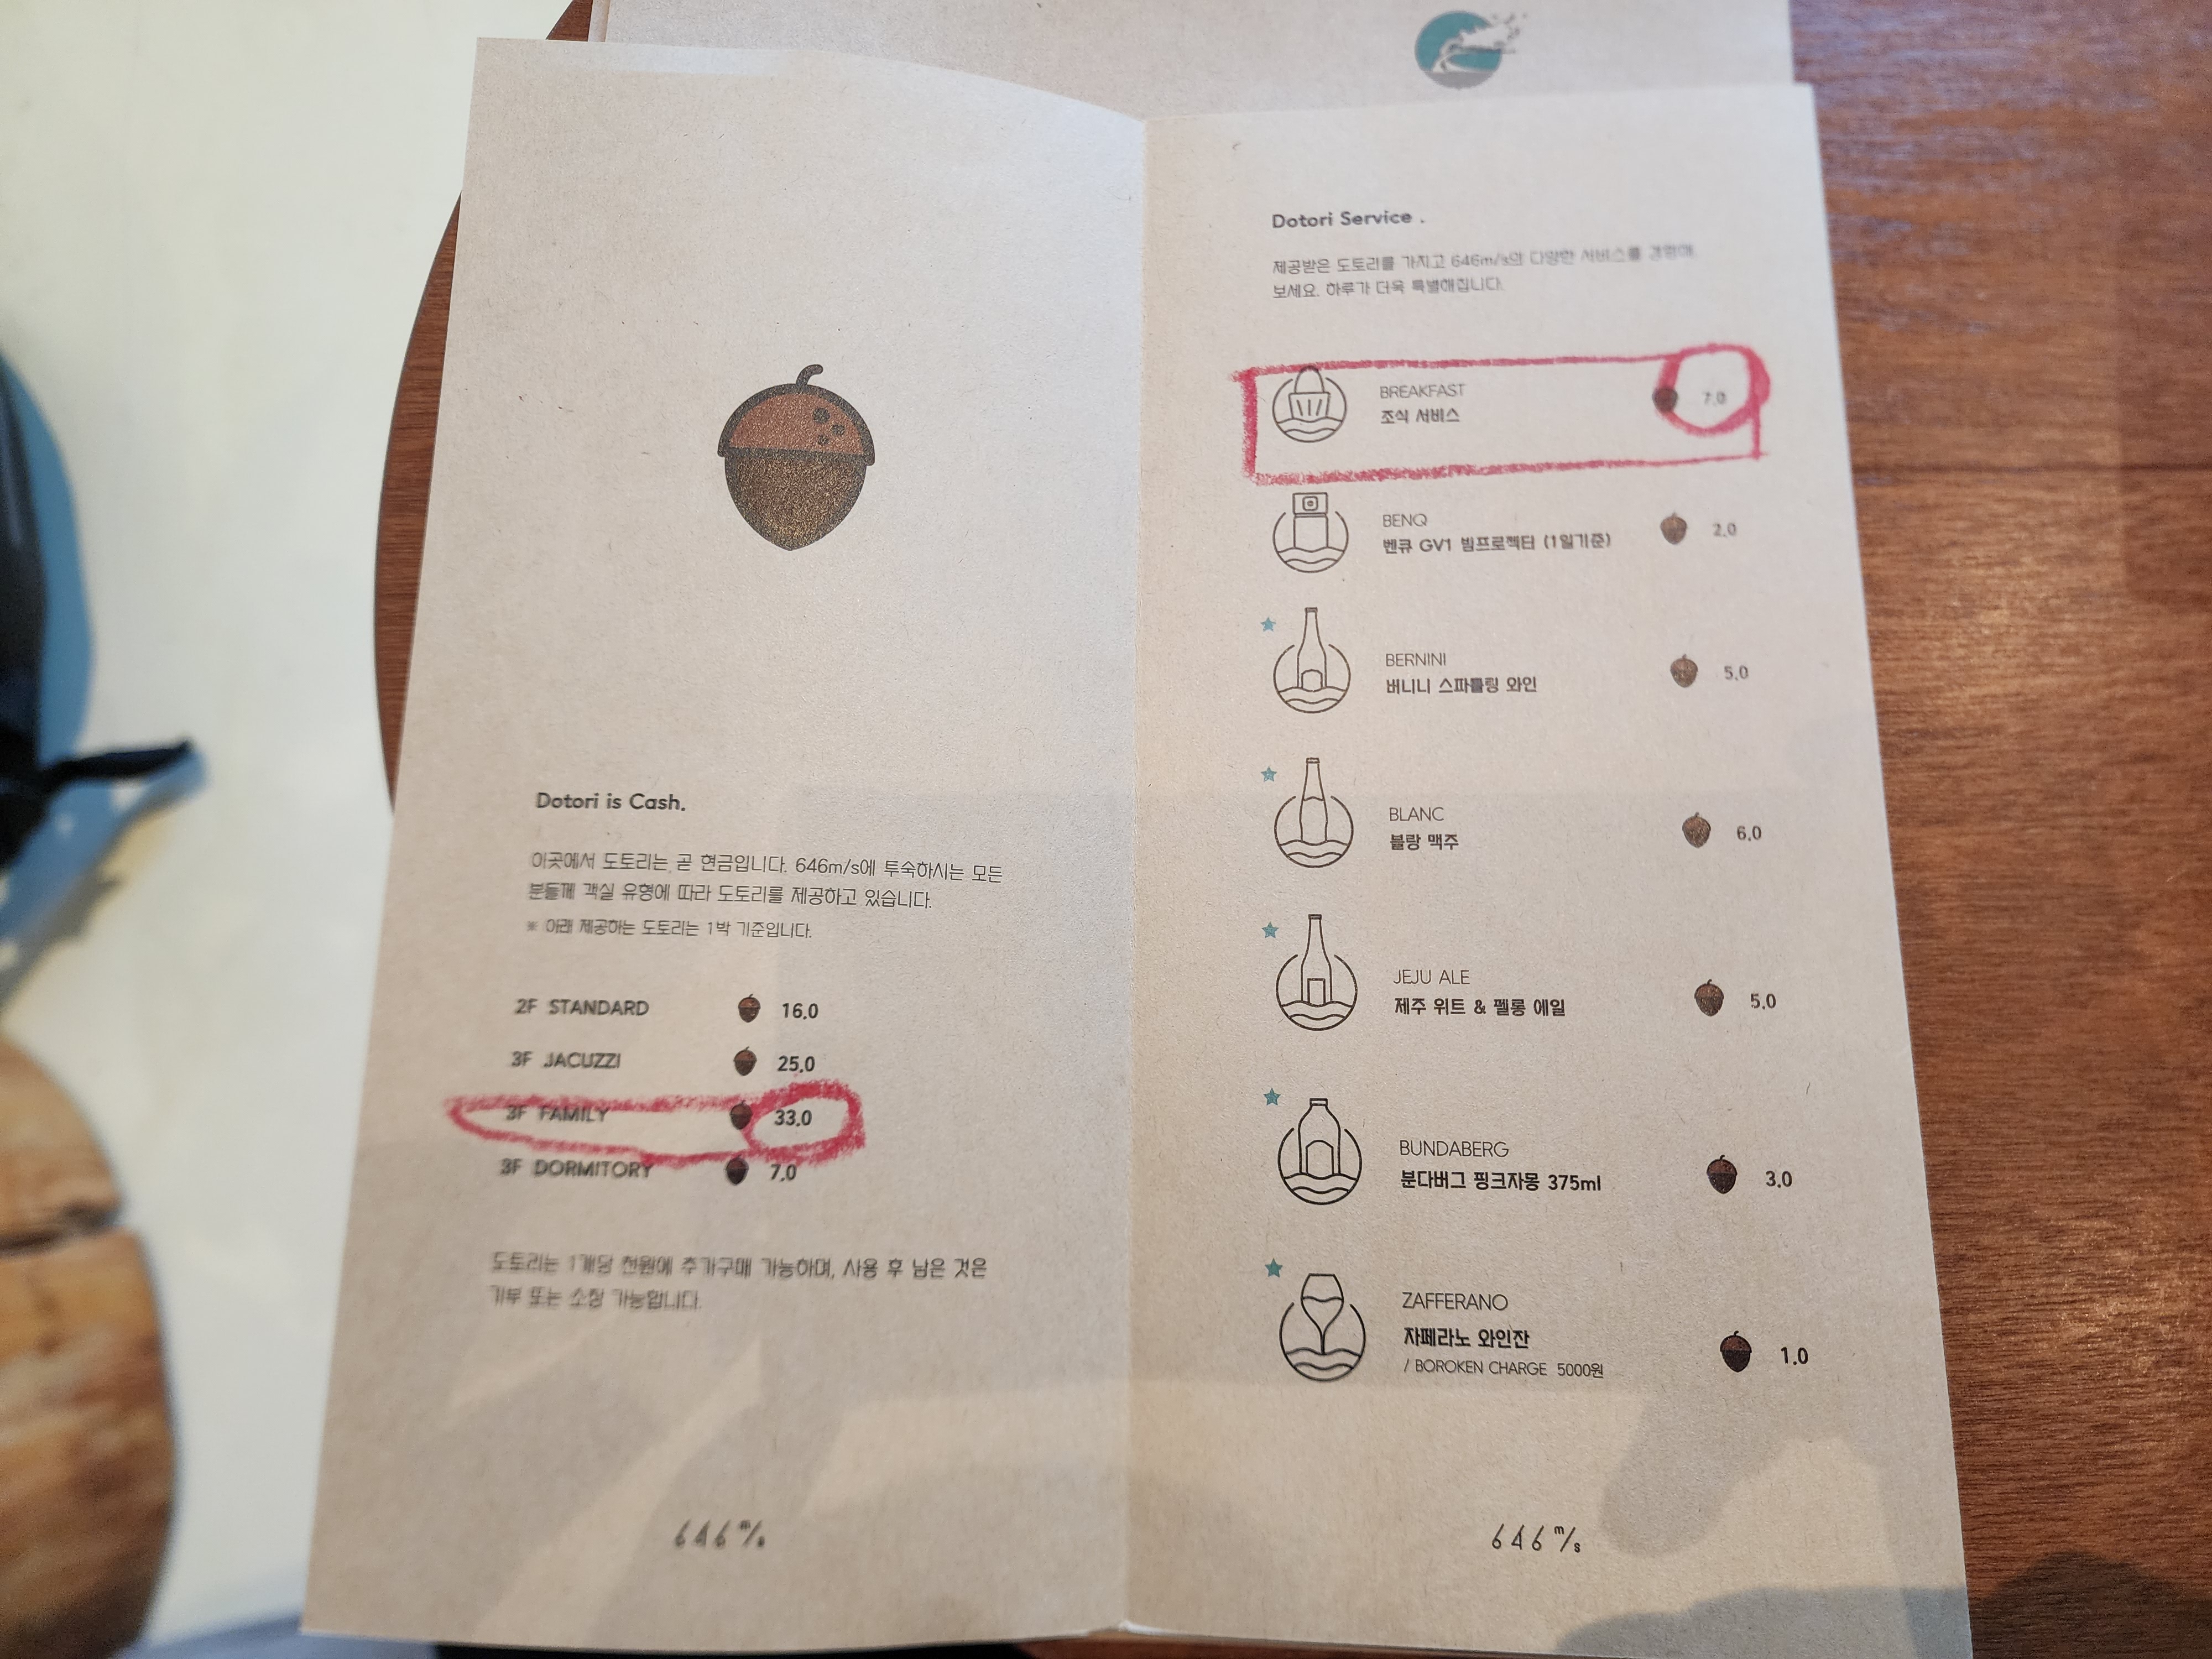 Dotori is Cash.
이곳에서 도토리는 곧 현금입니다. 646m/s에 투숙하시는 모든
분들께 객실 유형에 따라 도토리를 제공하고 있습니다.
※ 아래 제공하는 도토리는 1박 기준입니다.
2F STANDARD 16.0
3F JACUZZI 25.0
3F FAMILY 33.0
3F DORMITORY 7.0
도토리는 1개당 천원에 추가구매 가능하며, 사용 후 남은 것은
기부 또는 소장 가능합니다.
646 m/s
Dotori Service .
제공받은 도토리를 가지고 646m/s의 다양한 서비스를 경험해
보세요. 하루가 더욱 특별해집니다.
BREAKFAST
조식 서비스 7.0
BENQ
벤큐 GV1 빔프로젝터 (1일기준) 2.0
BERNINI
버니니 스파클링 와인 5.0
BLANC
블랑 맥주 6.0
JEJU ALE
제주 위트 & 펠롱 에일 5.0
BUNDABERG
분다버그 핑크자몽 375ml 3.0
ZAFFERANO
자페라노 와인잔 1.0
/ BOROKEN CHARGE 5000원
646 m/s